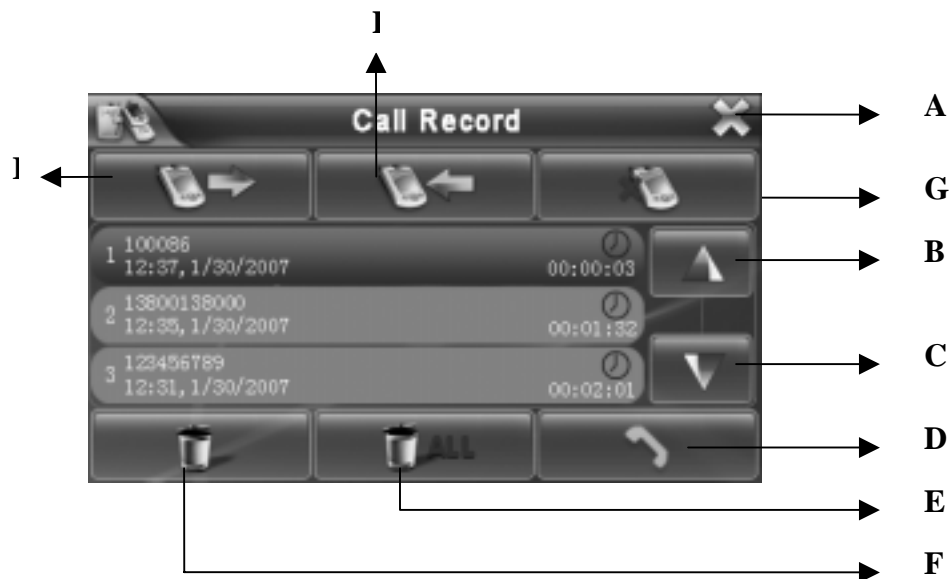 Call Record
A
G
1 100086
12:37, 1/30/2007 00:00:03
B
2 13800138000
12:35, 1/30/2007 00:01:32
3 123456789
12:31, 1/30/2007 00:02:01
C
ALL
D
E
F